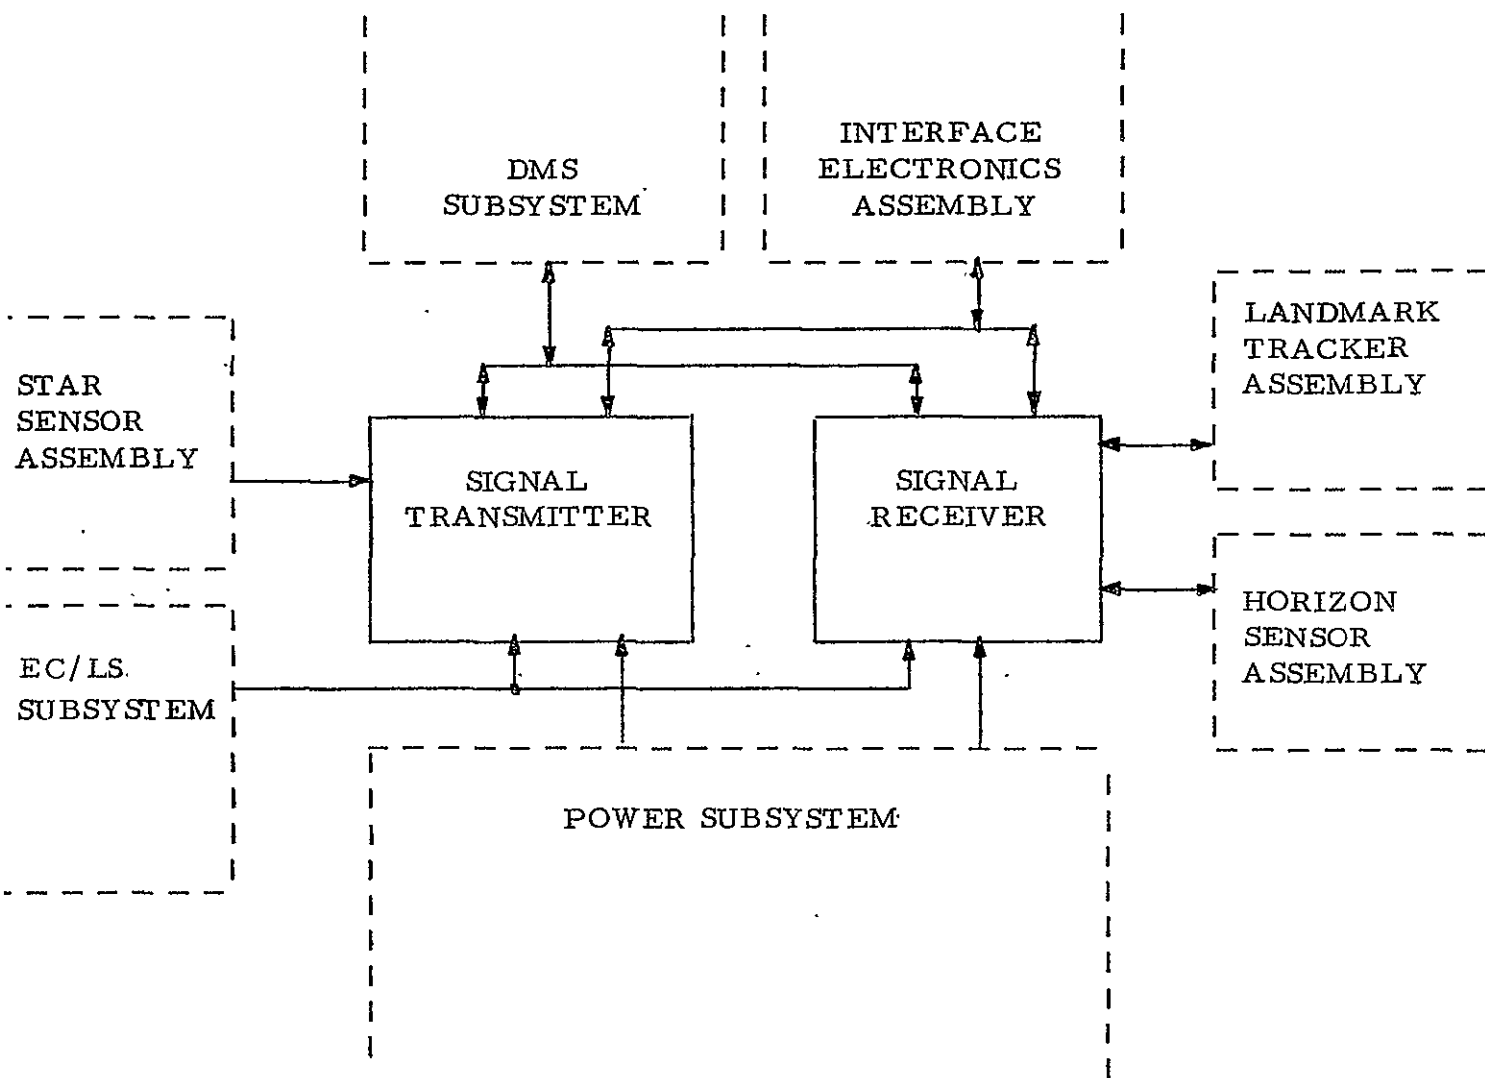 DMS
SUBSYSTEM
INTERFACE
ELECTRONICS
ASSEMBLY
LANDMARK
TRACKER
ASSEMBLY
STAR
SENSOR
ASSEMBLY
SIGNAL
TRANSMITTER
SIGNAL
RECEIVER
HORIZON
SENSOR
ASSEMBLY
EC/LS
SUBSYSTEM
POWER SUBSYSTEM